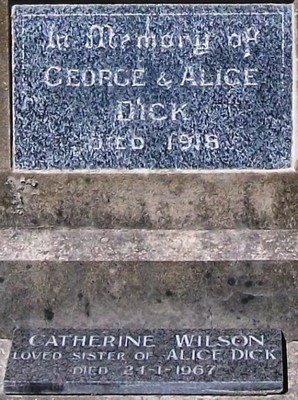 In Memory of
GEORGE & ALICE
DICK
DIED 1918
CATHERINE WILSON
LOVED SISTER OF ALICE DICK
DIED 24-1-1967